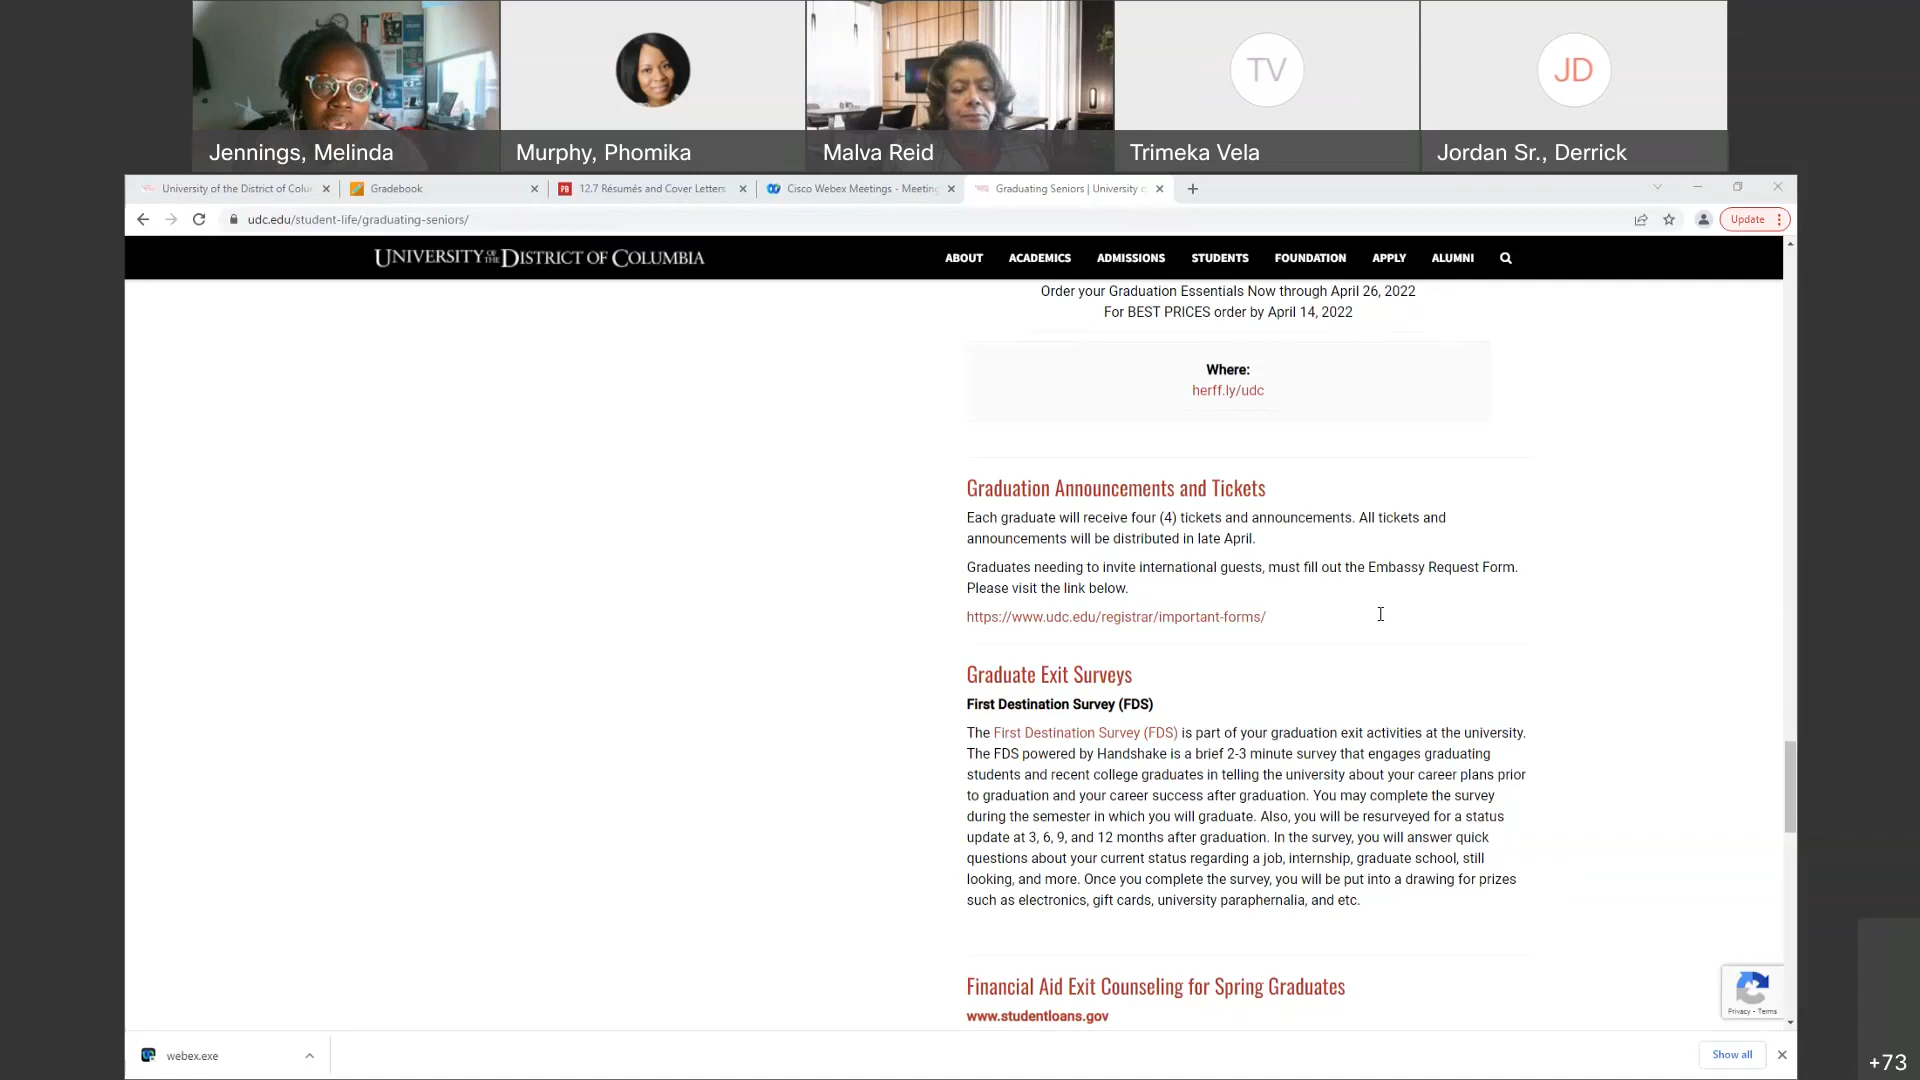 TV
JD
Jennings, Melinda
Murphy, Phomika
Malva Reid
Trimeka Vela
Jordan Sr., Derrick
University of the District of Colum
Gradebook
PB
12.7 Résumés and Cover Letters
Cisco Webex Meetings - Meeting
Graduating Seniors | University o
udc.edu/student-life/graduating-seniors/
Update
UNIVERSITY OF THE DISTRICT OF COLUMBIA
ABOUT
ACADEMICS
ADMISSIONS
STUDENTS
FOUNDATION
APPLY
ALUMNI
Order your Graduation Essentials Now through April 26, 2022
For BEST PRICES order by April 14, 2022
Where:
herff.ly/udc
Graduation Announcements and Tickets
Each graduate will receive four (4) tickets and announcements. All tickets and
announcements will be distributed in late April.
Graduates needing to invite international guests, must fill out the Embassy Request Form.
Please visit the link below.
https://www.udc.edu/registrar/important-forms/
Graduate Exit Surveys
First Destination Survey (FDS)
The First Destination Survey (FDS) is part of your graduation exit activities at the university.
The FDS powered by Handshake is a brief 2-3 minute survey that engages graduating
students and recent college graduates in telling the university about your career plans prior
to graduation and your career success after graduation. You may complete the survey
during the semester in which you will graduate. Also, you will be resurveyed for a status
update at 3, 6, 9, and 12 months after graduation. In the survey, you will answer quick
questions about your current status regarding a job, internship, graduate school, still
looking, and more. Once you complete the survey, you will be put into a drawing for prizes
such as electronics, gift cards, university paraphernalia, and etc.
Financial Aid Exit Counseling for Spring Graduates
www.studentloans.gov
Privacy - Terms
webex.exe
Show all
+73